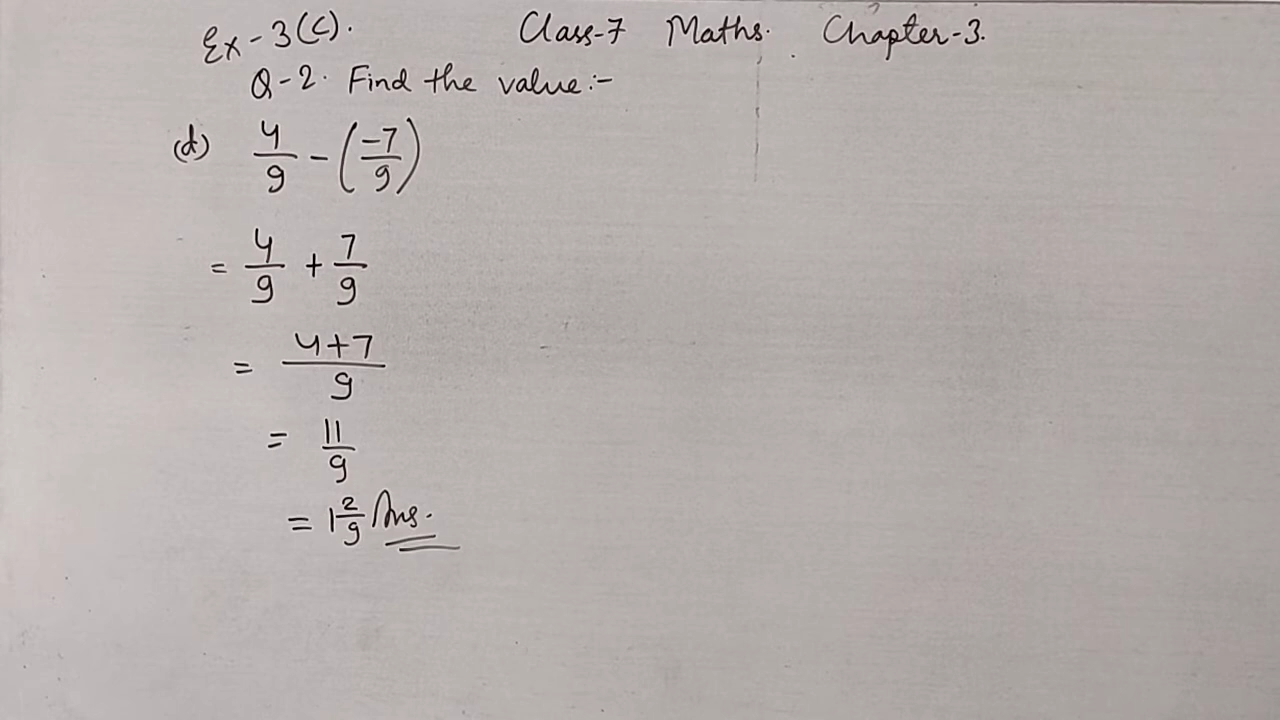 Ex-3(C). Class-7 Maths. Chapter-3.
Q-2. Find the value:-
(d) 4/9 - (-7/9)
= 4/9 + 7/9
= 4+7/9
= 11/9
= 1 2/9 Ans.